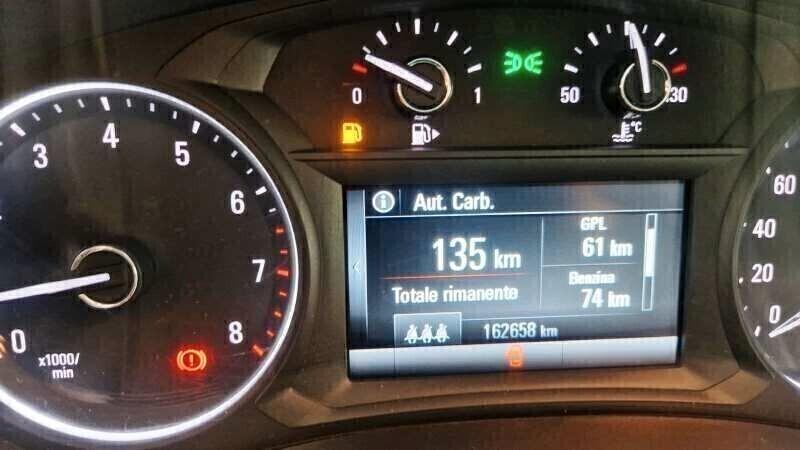 0 1
50 130
°C
3 4 5 6 7 8
0
x1000/
min
Aut. Carb.
135 km
Totale rimanente
GPL
61 km
Benzina
74 km
162658 km
60
40
20
0